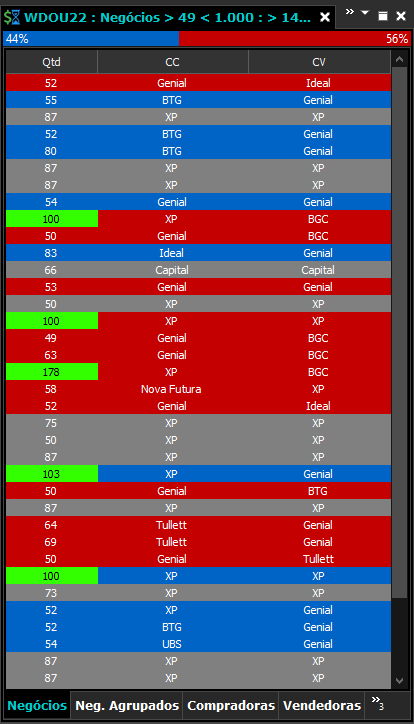 WDOU22 : Negócios > 49 < 1.000 : > 14...
44% 56%
Qtd CC CV
52 Genial Ideal
55 BTG Genial
87 XP XP
52 BTG Genial
80 BTG Genial
87 XP XP
87 XP XP
54 Genial Genial
100 XP BGC
50 Genial BGC
83 Ideal Genial
66 Capital Capital
53 Genial Genial
50 XP XP
100 XP XP
49 Genial BGC
63 Genial BGC
178 XP BGC
58 Nova Futura XP
52 Genial Ideal
75 XP XP
50 XP XP
87 XP XP
103 XP Genial
50 Genial BTG
87 XP XP
64 Tullett Genial
69 Tullett Genial
50 Genial Tullett
100 XP XP
73 XP XP
52 XP Genial
52 BTG Genial
54 UBS Genial
87 XP XP
87 XP XP
Negócios Neg. Agrupados Compradoras Vendedoras »3